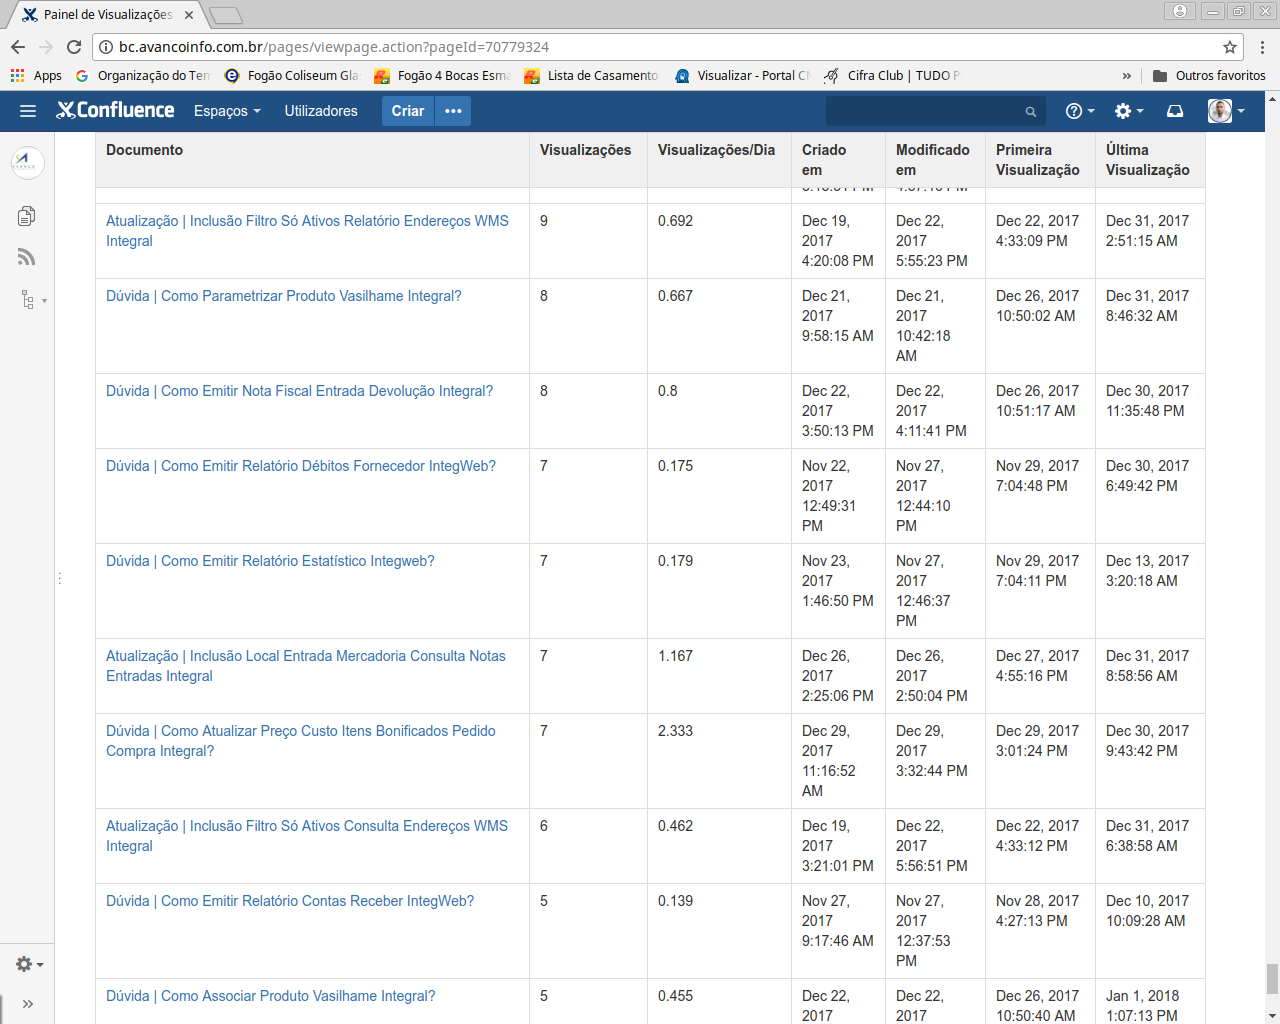 Painel de Visualizações
bc.avancoinfo.com.br/pages/viewpage.action?pageId=70779324
Apps Organização do Ter Fogão Coliseum Gla Fogão 4 Bocas Esma Lista de Casamento Visualizar - Portal C Cifra Club | TUDO P » Outros favoritos
Confluence Espaços Utilizadores Criar ···
Documento Visualizações Visualizações/Dia Criado em Modificado em Primeira Visualização Última Visualização
Atualização | Inclusão Filtro Só Ativos Relatório Endereços WMS 9 0.692 Dec 19, Dec 22, Dec 22, 2017 Dec 31, 2017
Integral 2017 2017 4:33:09 PM 2:51:15 AM
4:20:08 PM 5:55:23 PM
Dúvida | Como Parametrizar Produto Vasilhame Integral? 8 0.667 Dec 21, Dec 21, Dec 26, 2017 Dec 31, 2017
2017 2017 10:50:02 AM 8:46:32 AM
9:58:15 AM 10:42:18
AM
Dúvida | Como Emitir Nota Fiscal Entrada Devolução Integral? 8 0.8 Dec 22, Dec 22, Dec 26, 2017 Dec 30, 2017
2017 2017 10:51:17 AM 11:35:48 PM
3:50:13 PM 4:11:41 PM
Dúvida | Como Emitir Relatório Débitos Fornecedor IntegWeb? 7 0.175 Nov 22, Nov 27, Nov 29, 2017 Dec 30, 2017
2017 2017 7:04:48 PM 6:49:42 PM
12:49:31 12:44:10
PM PM
Dúvida | Como Emitir Relatório Estatístico Integweb? 7 0.179 Nov 23, Nov 27, Nov 29, 2017 Dec 13, 2017
2017 2017 7:04:11 PM 3:20:18 AM
1:46:50 PM 12:46:37
PM
Atualização | Inclusão Local Entrada Mercadoria Consulta Notas 7 1.167 Dec 26, Dec 26, Dec 27, 2017 Dec 31, 2017
Entradas Integral 2017 2017 4:55:16 PM 8:58:56 AM
2:25:06 PM 2:50:04 PM
Dúvida | Como Atualizar Preço Custo Itens Bonificados Pedido 7 2.333 Dec 29, Dec 29, Dec 29, 2017 Dec 30, 2017
Compra Integral? 2017 2017 3:01:24 PM 9:43:42 PM
11:16:52 3:32:44 PM
AM
Atualização | Inclusão Filtro Só Ativos Consulta Endereços WMS 6 0.462 Dec 19, Dec 22, Dec 22, 2017 Dec 31, 2017
Integral 2017 2017 4:33:12 PM 6:38:58 AM
3:21:01 PM 5:56:51 PM
Dúvida | Como Emitir Relatório Contas Receber IntegWeb? 5 0.139 Nov 27, Nov 27, Nov 28, 2017 Dec 10, 2017
2017 2017 4:27:13 PM 10:09:28 AM
9:17:46 AM 12:37:53
PM
Dúvida | Como Associar Produto Vasilhame Integral? 5 0.455 Dec 22, Dec 22, Dec 26, 2017 Jan 1, 2018
2017 2017 10:50:40 AM 1:07:13 PM